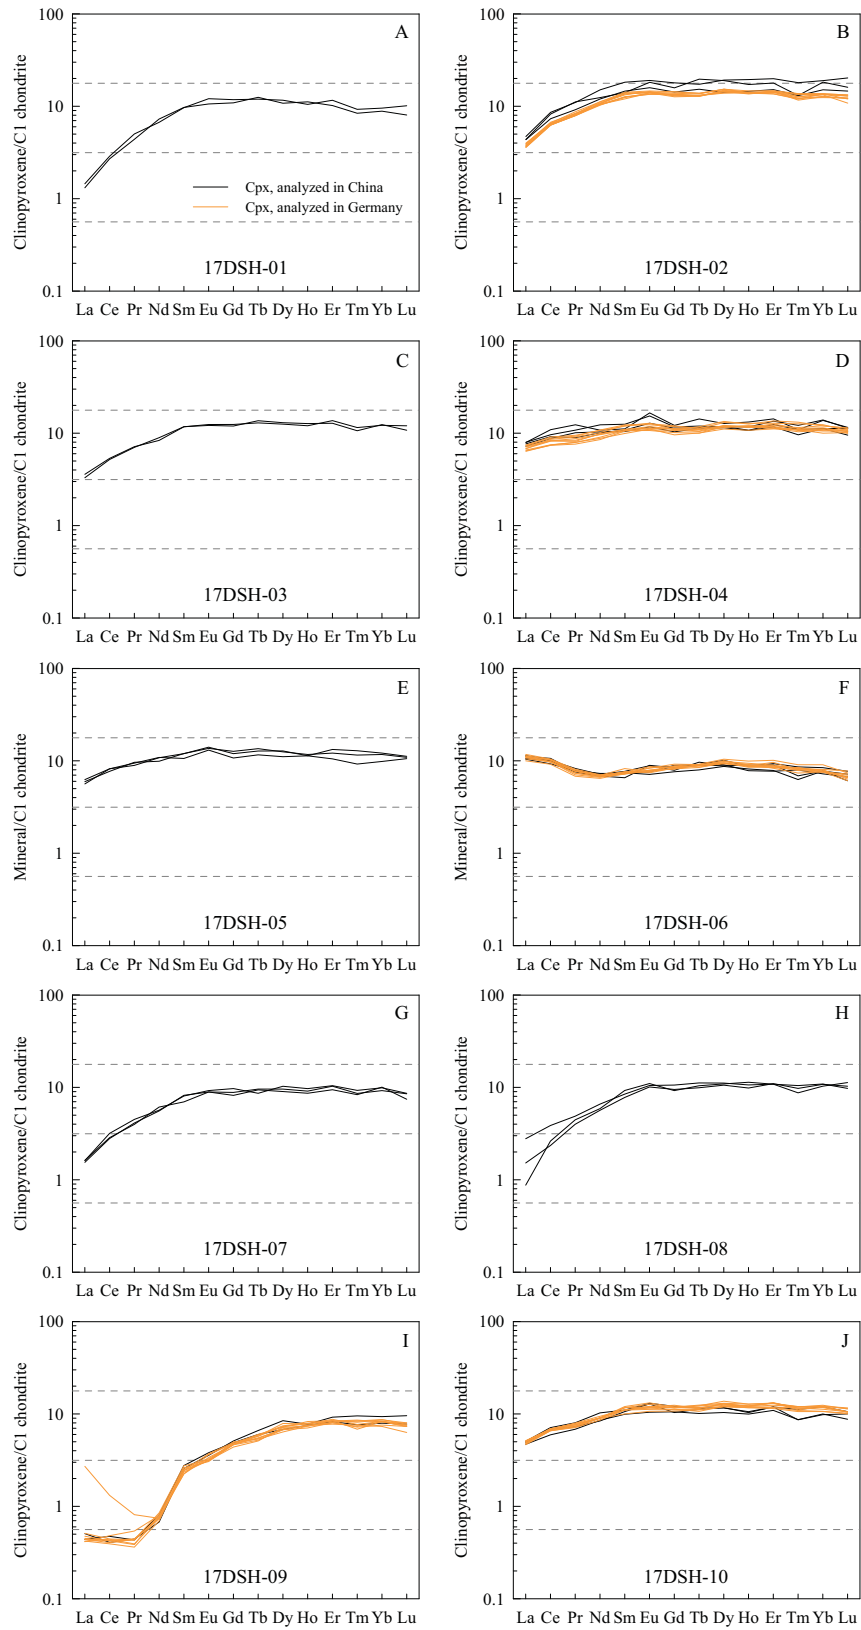 A
Clinopyroxene/C1 chondrite
10
1
0.1
Cpx, analyzed in China
Cpx, analyzed in Germany
17DSH-01
La Ce Pr Nd Sm Eu Gd Tb Dy Ho Er Tm Yb Lu
B
Clinopyroxene/C1 chondrite
100
10
1
0.1
17DSH-02
La Ce Pr Nd Sm Eu Gd Tb Dy Ho Er Tm Yb Lu
C
Clinopyroxene/C1 chondrite
100
10
1
0.1
17DSH-03
La Ce Pr Nd Sm Eu Gd Tb Dy Ho Er Tm Yb Lu
D
Clinopyroxene/C1 chondrite
100
10
1
0.1
17DSH-04
La Ce Pr Nd Sm Eu Gd Tb Dy Ho Er Tm Yb Lu
E
Mineral/C1 chondrite
100
10
1
0.1
17DSH-05
La Ce Pr Nd Sm Eu Gd Tb Dy Ho Er Tm Yb Lu
F
Mineral/C1 chondrite
100
10
1
0.1
17DSH-06
La Ce Pr Nd Sm Eu Gd Tb Dy Ho Er Tm Yb Lu
G
Clinopyroxene/C1 chondrite
100
10
1
0.1
17DSH-07
La Ce Pr Nd Sm Eu Gd Tb Dy Ho Er Tm Yb Lu
H
Clinopyroxene/C1 chondrite
100
10
1
0.1
17DSH-08
La Ce Pr Nd Sm Eu Gd Tb Dy Ho Er Tm Yb Lu
I
Clinopyroxene/C1 chondrite
100
10
1
0.1
17DSH-09
La Ce Pr Nd Sm Eu Gd Tb Dy Ho Er Tm Yb Lu
J
Clinopyroxene/C1 chondrite
100
10
1
0.1
17DSH-10
La Ce Pr Nd Sm Eu Gd Tb Dy Ho Er Tm Yb Lu